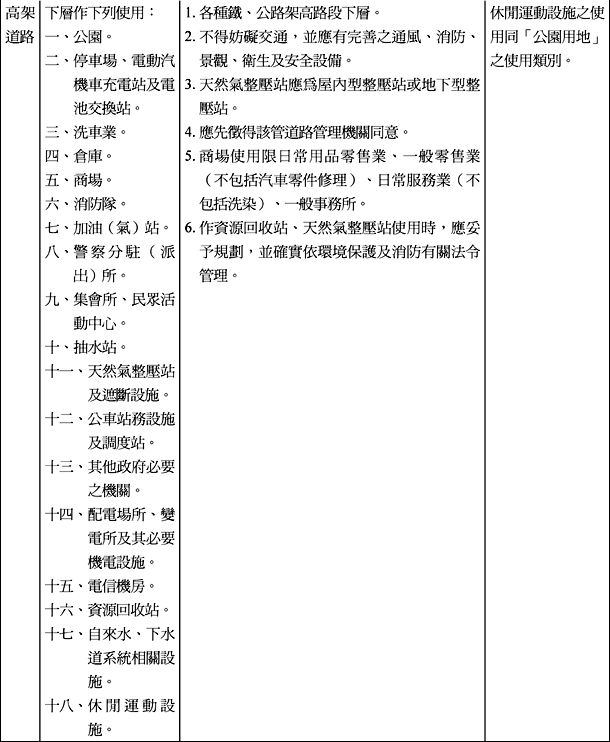 高架
道路
下層作下列使用：
一、公園。
二、停車場、電動汽
機車充電站及電
池交換站。
三、洗車業。
四、倉庫。
五、商場。
六、消防隊。
七、加油（氣）站。
八、警察分駐（派
出）所。
九、集會所、民眾活
動中心。
十、抽水站。
十一、天然氣整壓站
及遮斷設施。
十二、公車站務設施
及調度站。
十三、其他政府必要
之機關。
十四、配電場所、變
電所及其必要
機電設施。
十五、電信機房。
十六、資源回收站。
十七、自來水、下水
道系統相關設
施。
十八、休閒運動設
施。
1. 各種鐵、公路架高路段下層。
2. 不得妨礙交通，並應有完善之通風、消防、
景觀、衛生及安全設備。
3. 天然氣整壓站應為屋內型整壓站或地下型整
壓站。
4. 應先徵得該管道路管理機關同意。
5. 商場使用限日常用品零售業、一般零售業
（不包括汽車零件修理）、日常服務業（不
包括洗染）、一般事務所。
6. 作資源回收站、天然氣整壓站使用時，應妥
予規劃，並確實依環境保護及消防有關法令
管理。
休閒運動設施之使
用同「公園用地」
之使用類別。